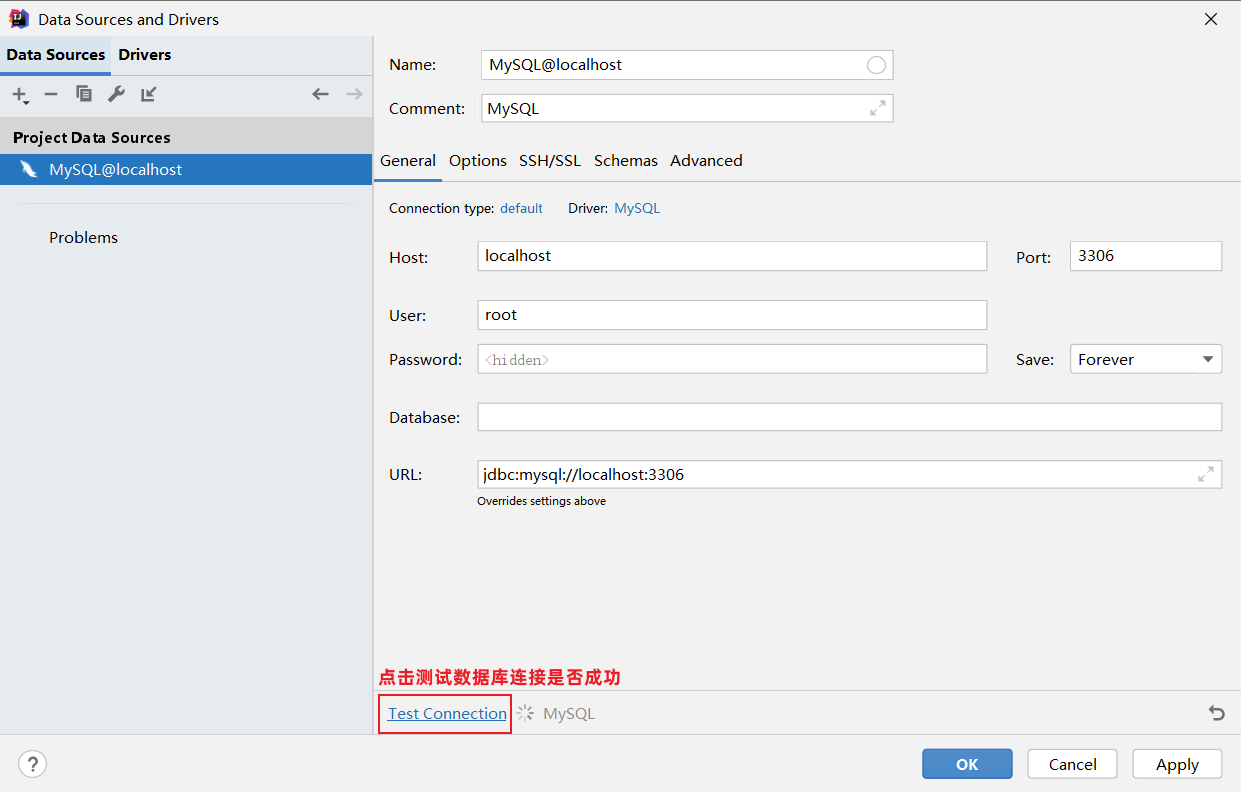 Data Sources and Drivers
Data Sources Drivers
Project Data Sources
MySQL@localhost
Problems
Name: MySQL@localhost
Comment: MySQL
General Options SSH/SSL Schemas Advanced
Connection type: default Driver: MySQL
Host: localhost Port: 3306
User: root
Password: <hidden> Save: Forever
Database:
URL: jdbc:mysql://localhost:3306
Overrides settings above
点击测试数据库连接是否成功
Test Connection MySQL
? OK Cancel Apply